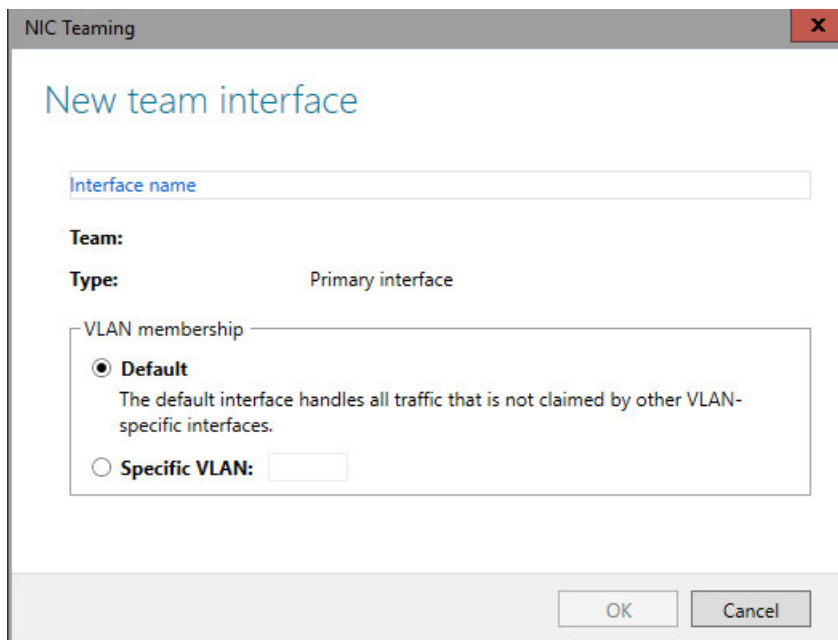 NIC Teaming
x
New team interface
Interface name
Team:
Type: Primary interface
VLAN membership
Default
The default interface handles all traffic that is not claimed by other VLAN-
specific interfaces.
Specific VLAN:
OK Cancel